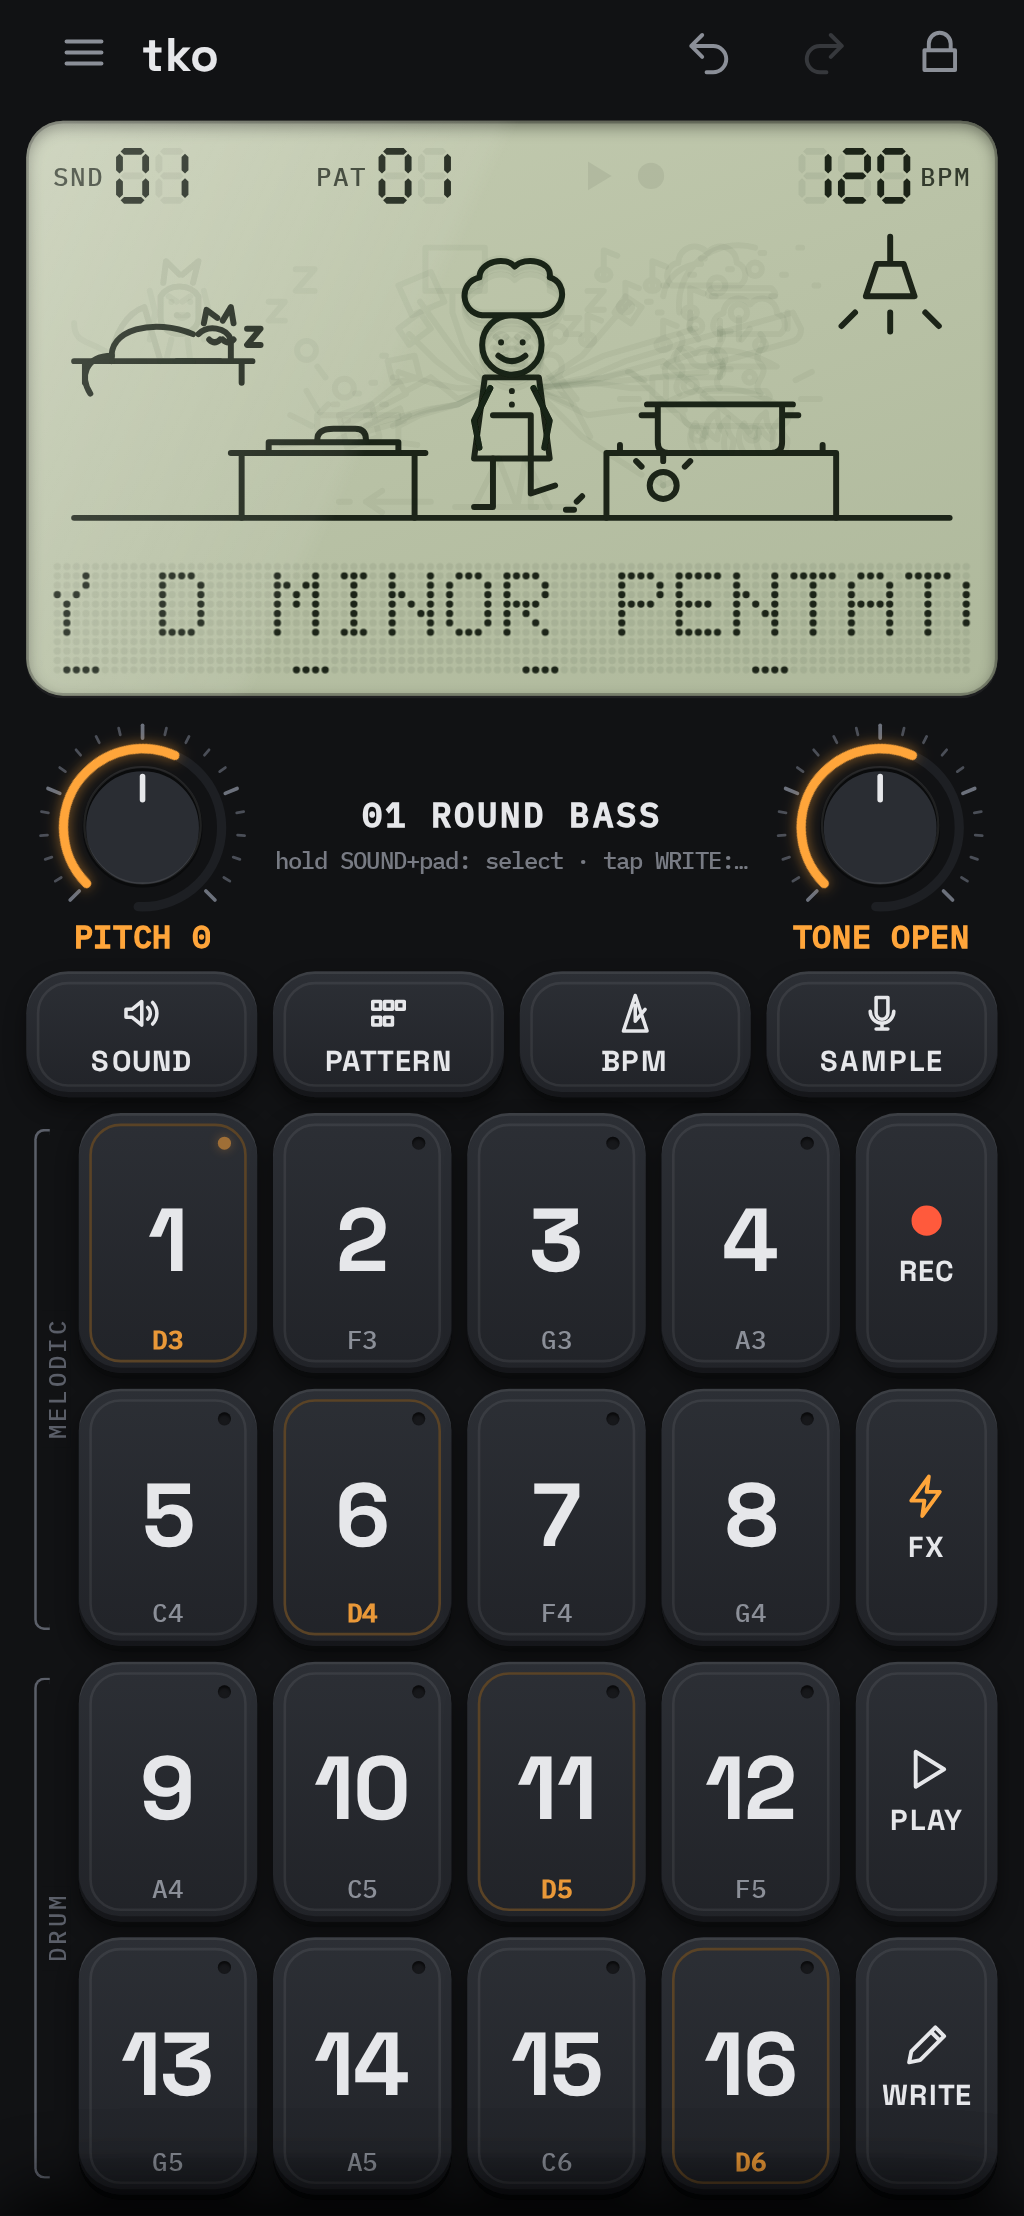 tko
SND 01 PAT 01 120 BPM
z
Y D MINOR PENTAT
01 ROUND BASS
hold SOUND+pad: select · tap WRITE:…
PITCH 0 TONE OPEN
SOUND PATTERN BPM SAMPLE
MELODIC
1 2 3 4 REC
D3 F3 G3 A3
5 6 7 8 FX
C4 D4 F4 G4
DRUM
9 10 11 12 PLAY
A4 C5 D5 F5
13 14 15 16 WRITE
G5 A5 C6 D6